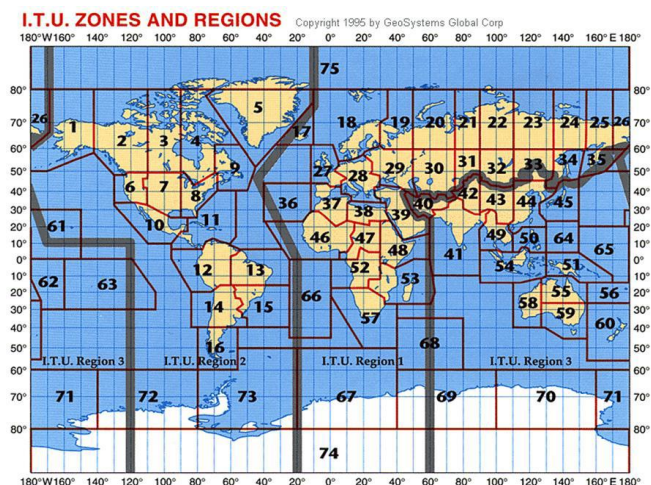 I.T.U. ZONES AND REGIONS Copyright 1995 by GeoSystems Global Corp
180°W160° 140° 120° 100° 80° 60° 40° 20° 0° 20° 40° 60° 80° 100° 120° 140° 160° E 180°
75
80° 80°
5
26 1 2 3 4 17 18 19 20 21 22 23 24 25 26
70° 70°
60° 60°
9 27 28 29 30 31 32 33 34 35
50° 50°
6 7 8 36 37 38 39 40 42 43 44 45
40° 40°
30° 30°
61 10 11 46 47 48 41 49 50 64 65
20° 20°
10° 10°
62 63 12 13 66 52 53 54 51
0° 0°
10° 10°
14 15 57 58 55 59 56 60
20° 20°
30° 30°
16 68
40° 40°
50° 50°
I.T.U. Region 3 I.T.U. Region 2 I.T.U. Region 1 I.T.U. Region 3
60° 60°
71 72 73 67 69 70 71
70° 70°
80° 80°
74
180°W160° 140° 120° 100° 80° 60° 40° 20° 0° 20° 40° 60° 80° 100° 120° 140° 160° E 180°